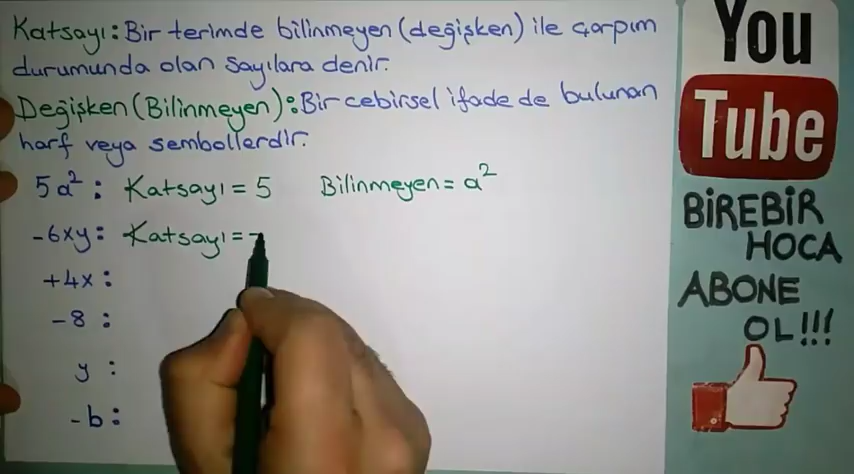 Katsayı: Bir terimde bilinmeyen (değişken) ile çarpım
durumunda olan sayılara denir.
Değişken (Bilinmeyen): Bir cebirsel ifade de bulunan
harf veya sembollerdir.
5a²: Katsayı = 5 Bilinmeyen = a²
-6xy: Katsayı = -
+4x:
-8:
y:
-b:
You
Tube
BİREBİR
HOCA
ABONE
OL!!!